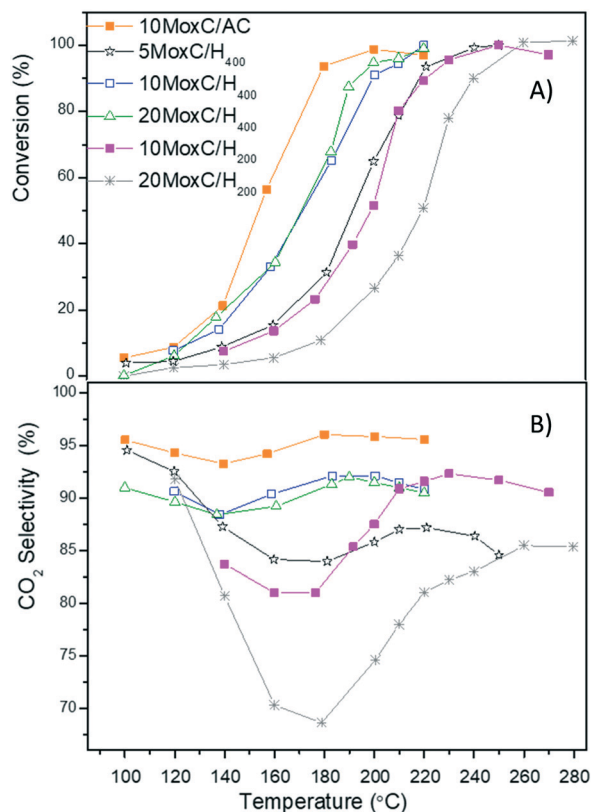 A)
10MoxC/AC
5MoxC/H400
10MoxC/H400
20MoxC/H400
10MoxC/H200
20MoxC/H200
Conversion (%)
100
80
60
40
20
0
B)
CO2 Selectivity (%)
100
95
90
85
80
75
70
100 120 140 160 180 200 220 240 260 280
Temperature (°C)